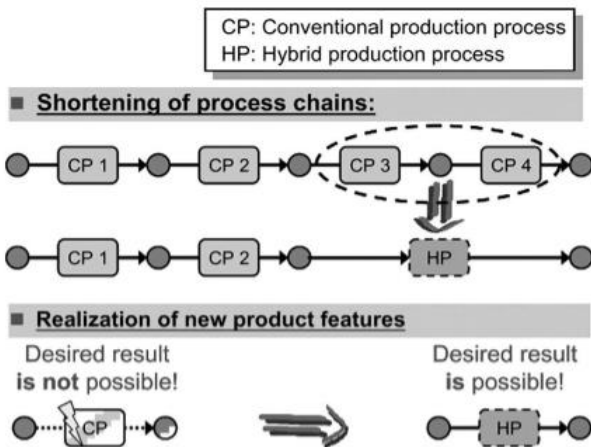 CP: Conventional production process
HP: Hybrid production process
Shortening of process chains:
CP 1 CP 2 CP 3 CP 4
CP 1 CP 2 HP
Realization of new product features
Desired result Desired result
is not possible! is possible!
CP HP